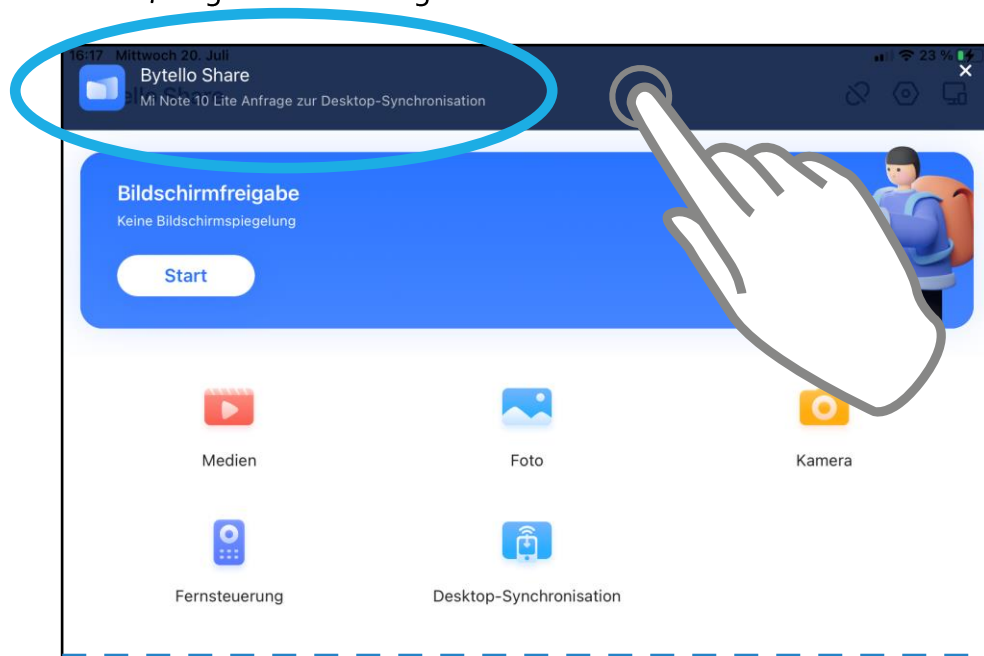 16:17 Mittwoch 20. Juli
23 %
Bytello Share
Mi Note 10 Lite Anfrage zur Desktop-Synchronisation
Bildschirmfreigabe
Keine Bildschirmspiegelung
Start
Medien
Foto
Kamera
Fernsteuerung
Desktop-Synchronisation